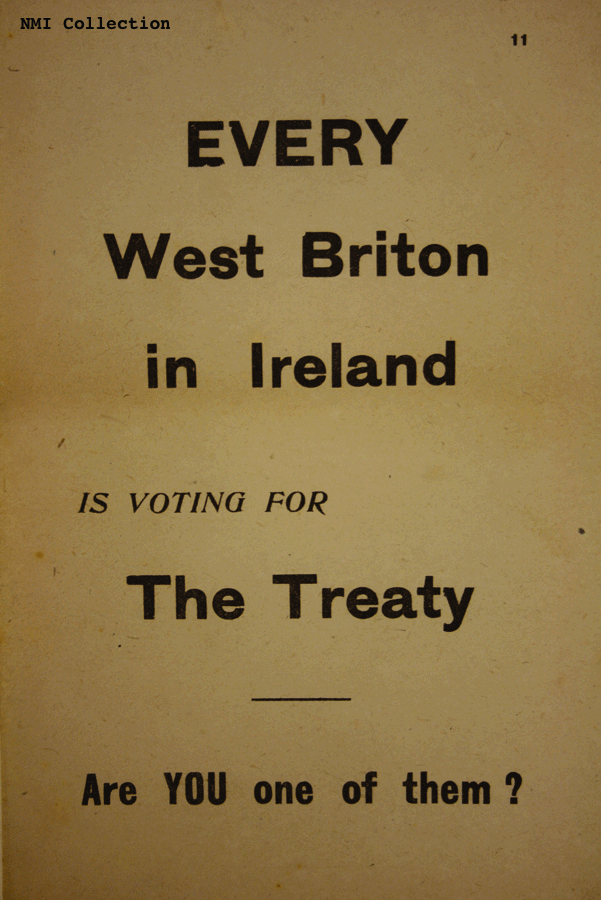 NMI Collection
11
EVERY
West Briton
in Ireland
IS VOTING FOR
The Treaty
Are YOU one of them ?